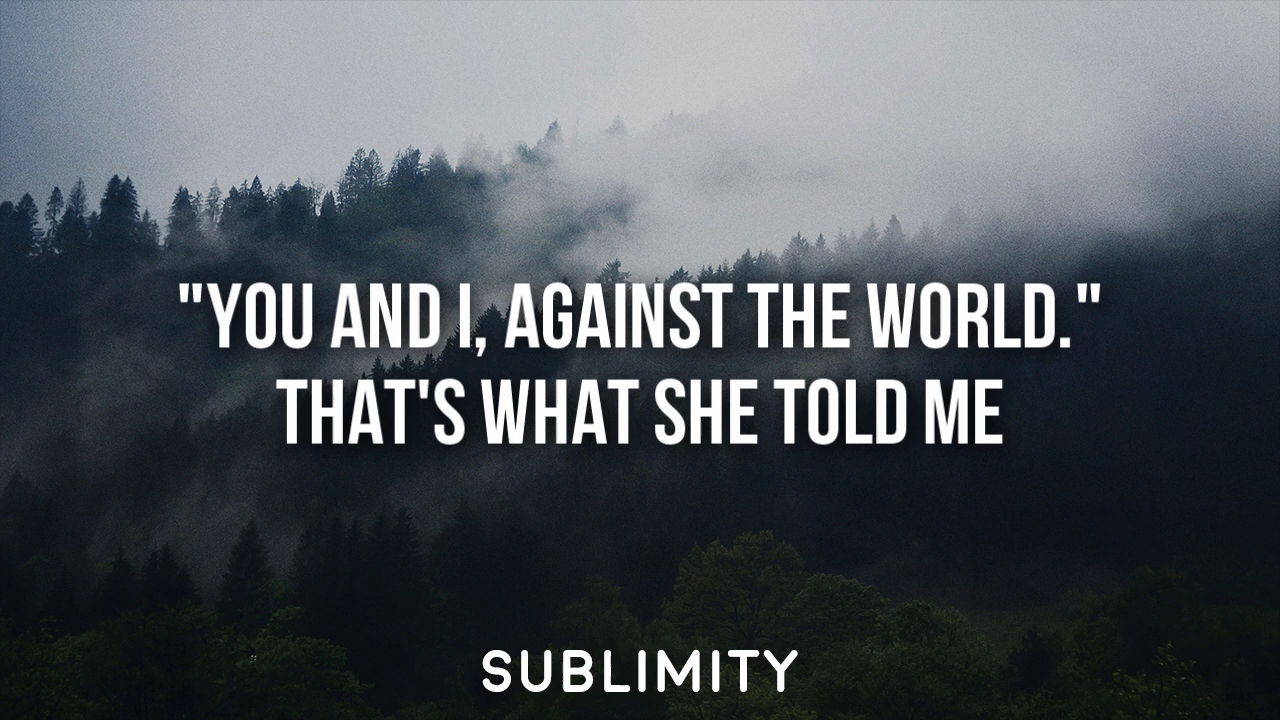 "YOU AND I, AGAINST THE WORLD."
THAT'S WHAT SHE TOLD ME
SUBLIMITY